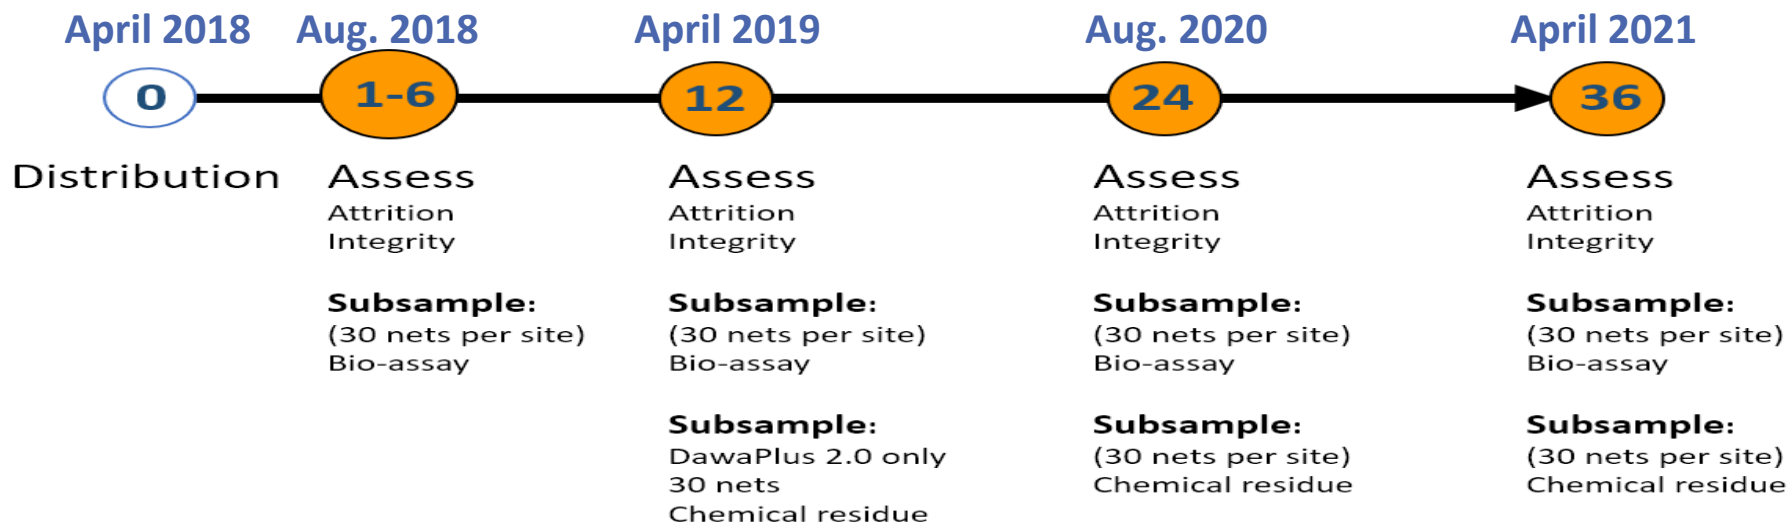 April 2018
Aug. 2018
April 2019
Aug. 2020
April 2021
0
1-6
12
24
36
Distribution
Assess
Attrition
Integrity
Subsample:
(30 nets per site)
Bio-assay
Assess
Attrition
Integrity
Subsample:
(30 nets per site)
Bio-assay
Subsample:
DawaPlus 2.0 only
30 nets
Chemical residue
Assess
Attrition
Integrity
Subsample:
(30 nets per site)
Bio-assay
Subsample:
(30 nets per site)
Chemical residue
Assess
Attrition
Integrity
Subsample:
(30 nets per site)
Bio-assay
Subsample:
(30 nets per site)
Chemical residue